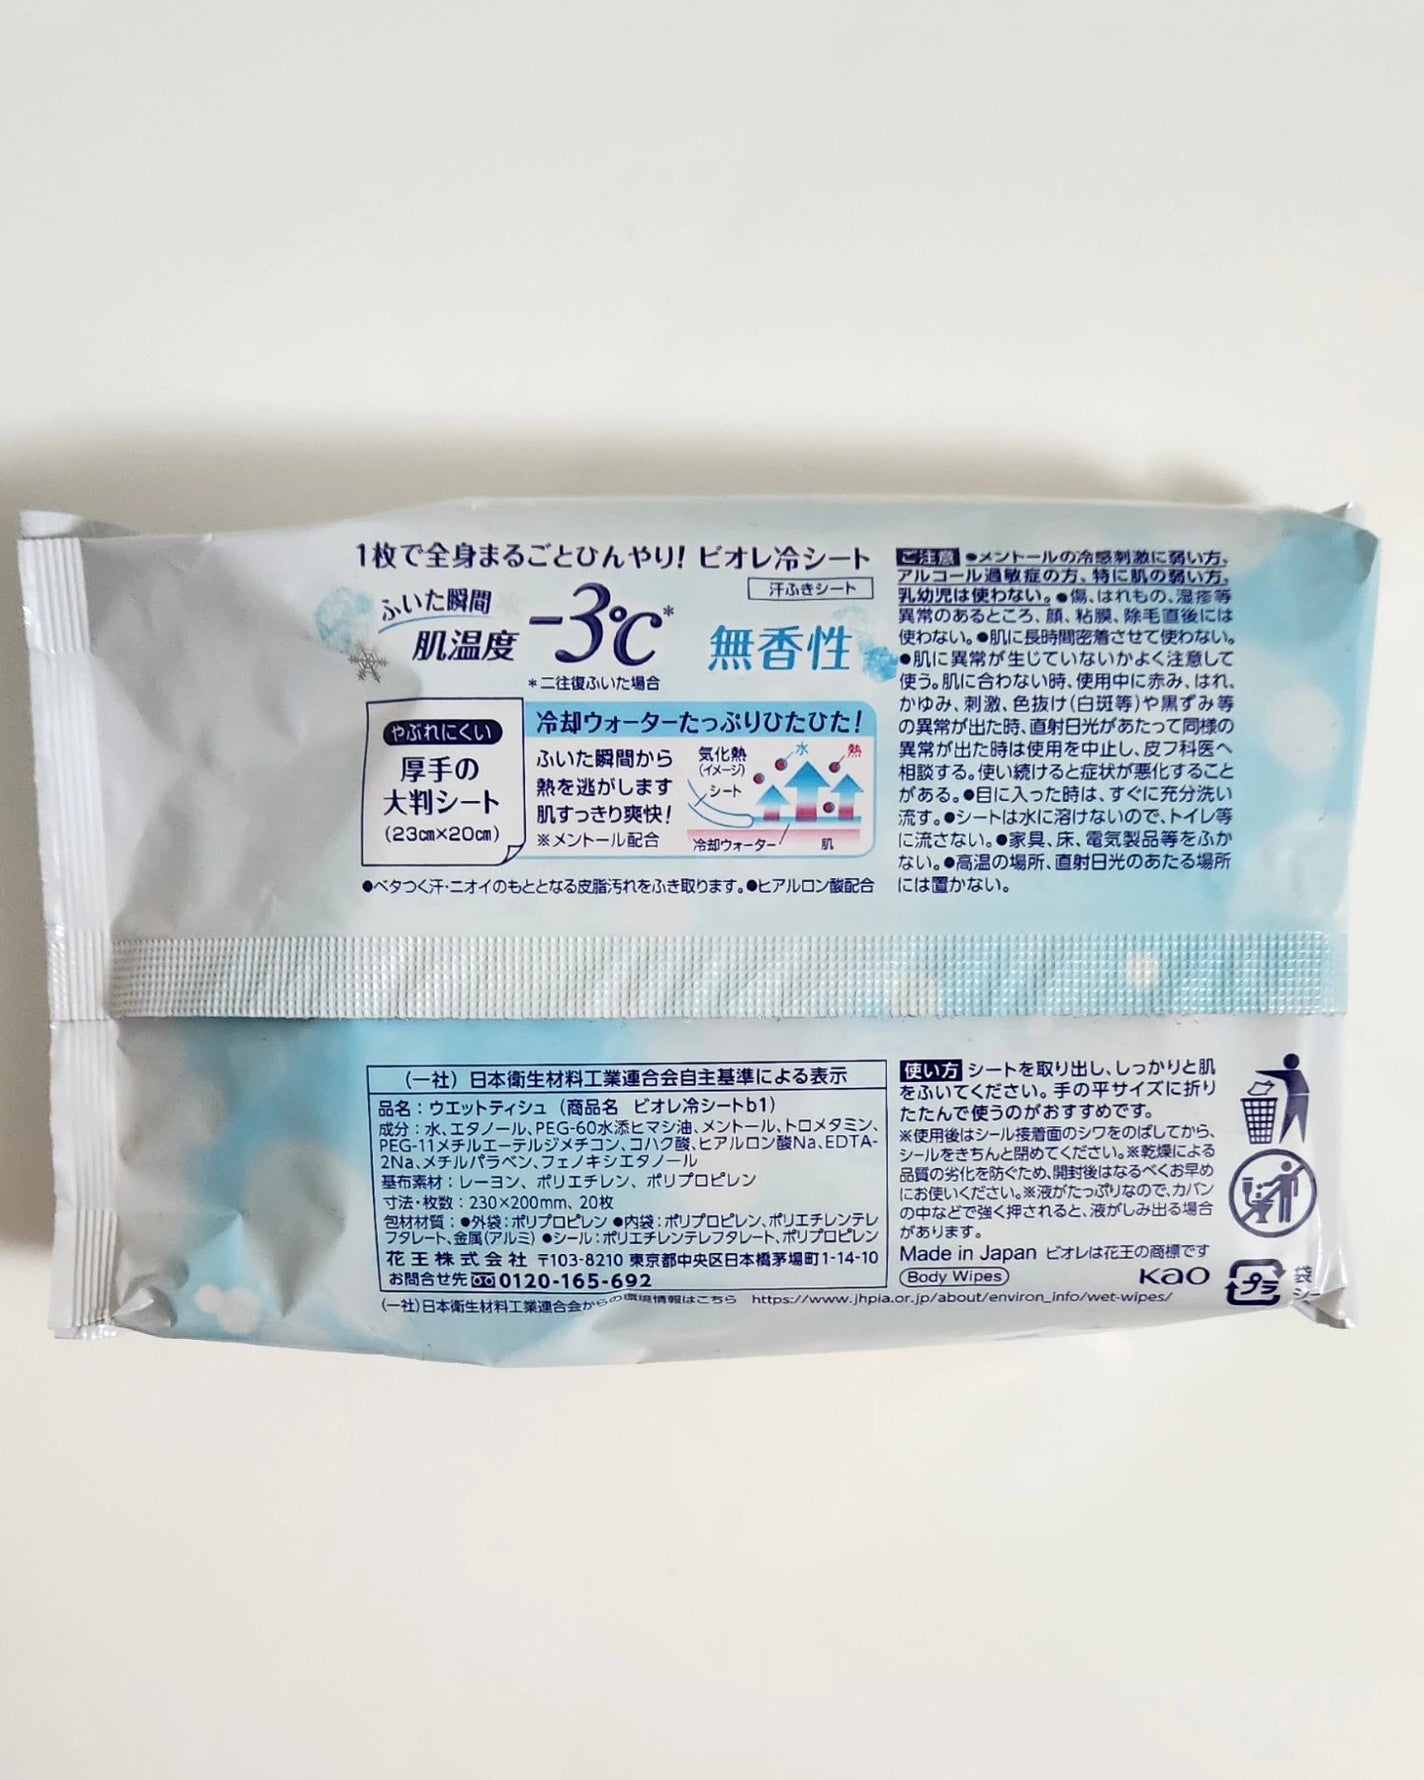 1枚で全身まるごとひんやり! ビオレ冷シート
汗ふきシート
ふいた瞬間
肌温度 -3℃*
無香性
*二往復ふいた場合
やぶれにくい
厚手の
大判シート
(23㎝×20㎝)
冷却ウォーターたっぷりひたひた!
ふいた瞬間から
熱を逃がします
肌すっきり爽快!
※メントール配合
気化熱
(イメージ)
水
熱
シート
冷却ウォーター
肌
●ベタつく汗・ニオイのもととなる皮脂汚れをふき取ります。●ヒアルロン酸配合
ご注意 ●メントールの冷感刺激に弱い方、
アルコール過敏症の方、特に肌の弱い方、
乳幼児は使わない。●傷、はれもの、湿疹等
異常のあるところ、顔、粘膜、除毛直後には
使わない。●肌に長時間密着させて使わない。
●肌に異常が生じていないかよく注意して
使う。肌に合わない時、使用中に赤み、はれ、
かゆみ、刺激、色抜け(白斑等)や黒ずみ等
の異常が出た時、直射日光があたって同様の
異常が出た時は使用を中止し、皮フ科医へ
相談する。使い続けると症状が悪化すること
がある。●目に入った時は、すぐに充分洗い
流す。●シートは水に溶けないので、トイレ等
に流さない。●家具、床、電気製品等をふか
ない。●高温の場所、直射日光のあたる場所
には置かない。
(一社)日本衛生材料工業連合会自主基準による表示
品名:ウエットティシュ(商品名 ビオレ冷シートb1)
成分:水、エタノール、PEG-60水添ヒマシ油、メントール、トロメタミン、
PEG-11メチルエーテルジメチコン、コハク酸、ヒアルロン酸Na、EDTA-
2Na、メチルパラベン、フェノキシエタノール
基布素材:レーヨン、ポリエチレン、ポリプロピレン
寸法・枚数:230×200mm、20枚
包材材質:●外袋:ポリプロピレン ●内袋:ポリプロピレン、ポリエチレンテレ
フタレート、金属(アルミ) ●シール:ポリエチレンテレフタレート、ポリプロピレン
花王株式会社 〒103-8210 東京都中央区日本橋茅場町1-14-10
お問合せ先 0120-165-692
(一社)日本衛生材料工業連合会からの環境情報はこちら https://www.jhpia.or.jp/about/environ_info/wet-wipes/
使い方 シートを取り出し、しっかりと肌
をふいてください。手の平サイズに折り
たたんで使うのがおすすめです。
※使用後はシール接着面のシワをのばしてから、
シールをきちんと閉めてください。※乾燥による
品質の劣化を防ぐため、開封後はなるべくお早め
にお使いください。※液がたっぷりなので、カバン
の中などで強く押されると、液がしみ出る場合
があります。
Made in Japan ビオレは花王の商標です
Body Wipes
Kao
プラ
袋